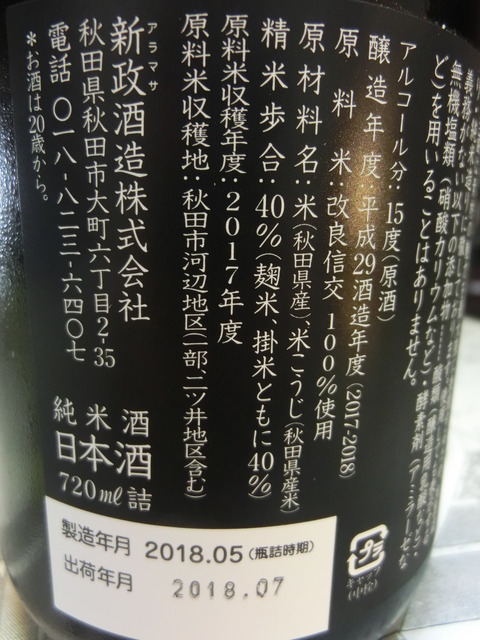 ど)を用いることはありません。
アルコール分:15度(原酒)
醸造年度:平成29酒造年度(2017-2018)
原料米:改良信交100%使用
原材料名:米(秋田県産)、米こうじ(秋田県産米)
精米歩合:40%(麹米、掛米ともに40%)
原料米収穫年度:2017年度
原料米収穫地:秋田市河辺地区(一部、二ツ井地区含む)
アラマサ
新政酒造株式会社
秋田県秋田市大町六丁目2-35
電話 〇一八-八二三-六四〇七
*お酒は20歳から。
純米酒
日本酒
720ml詰
製造年月 2018.05(瓶詰時期)
出荷年月 2018.07